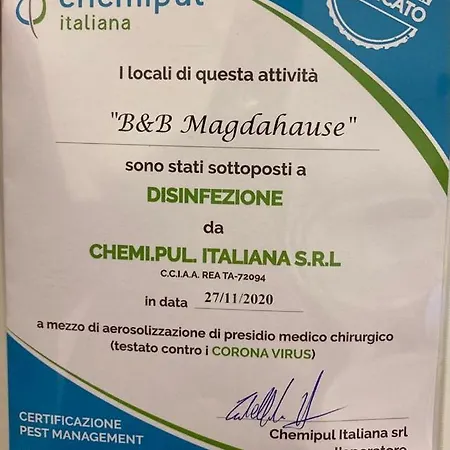 chemipul
italiana
CATO
I locali di questa attività
"B&B Magdahause"
sono stati sottoposti a
DISINFEZIONE
da
CHEMI.PUL. ITALIANA S.R.L
C.C.I.A.A. REA TA-72094
in data 27/11/2020
a mezzo di aerosolizzazione di presidio medico chirurgico
(testato contro i CORONA VIRUS)
CERTIFICAZIONE
PEST MANAGEMENT
Chemipul Italiana srl
l'operatore